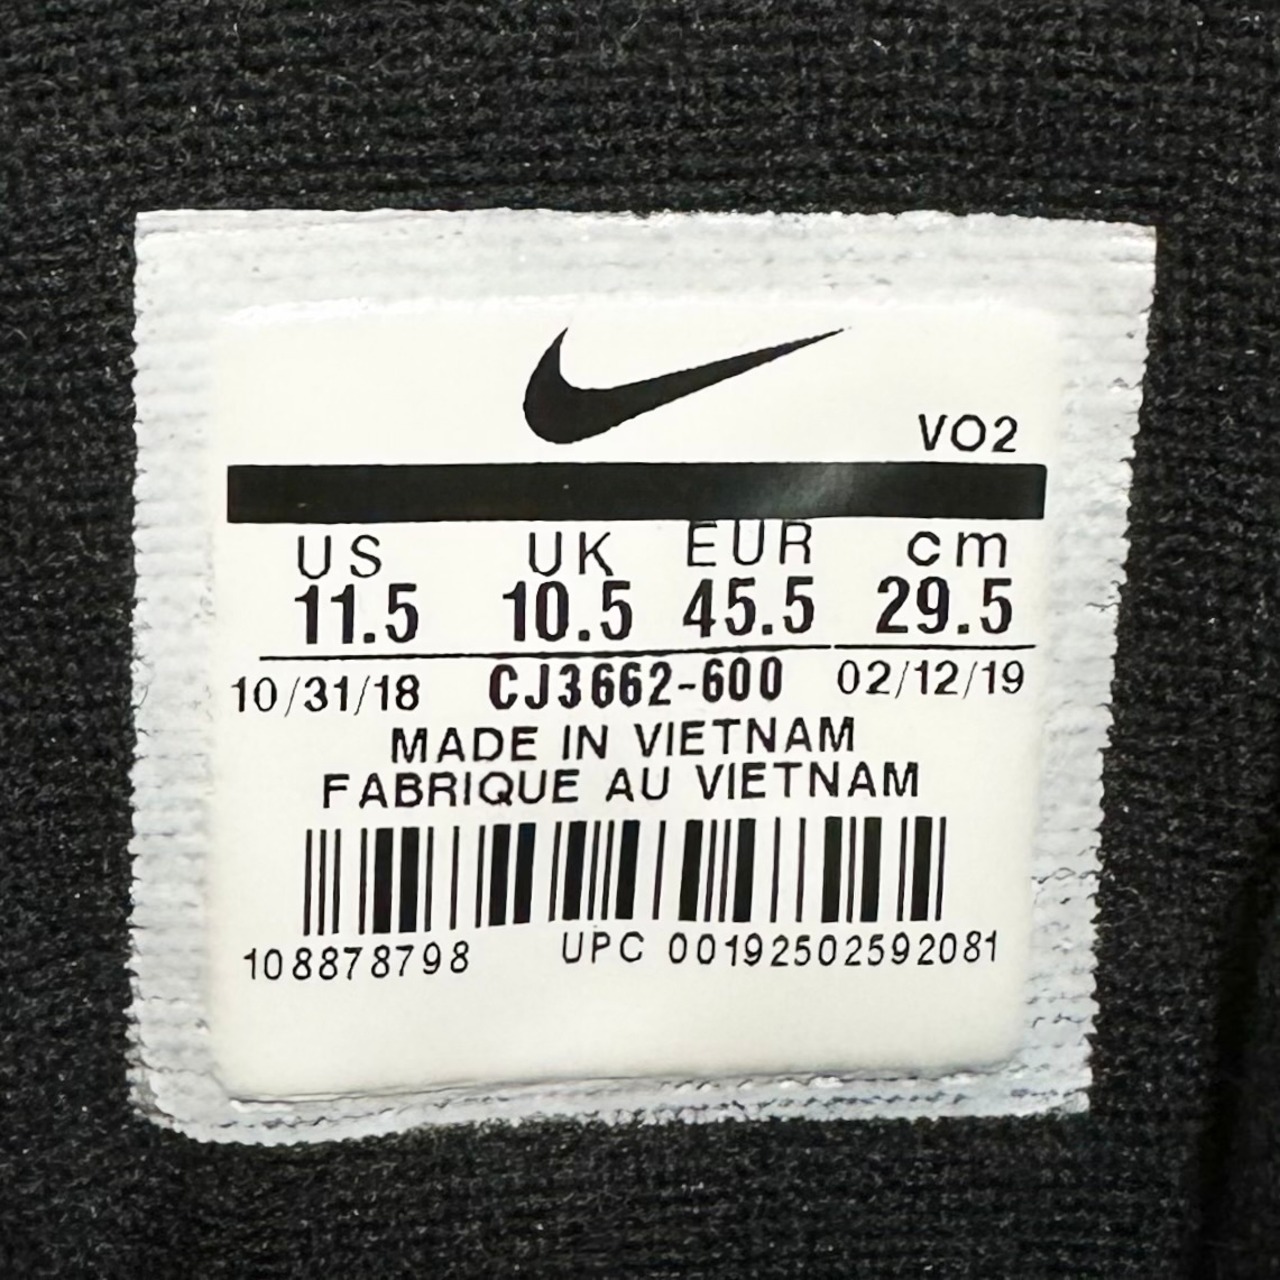 VO2
US UK EUR cm
11.5 10.5 45.5 29.5
10/31/18 CJ3662-600 02/12/19
MADE IN VIETNAM
FABRIQUE AU VIETNAM
108878798 UPC 00192502592081